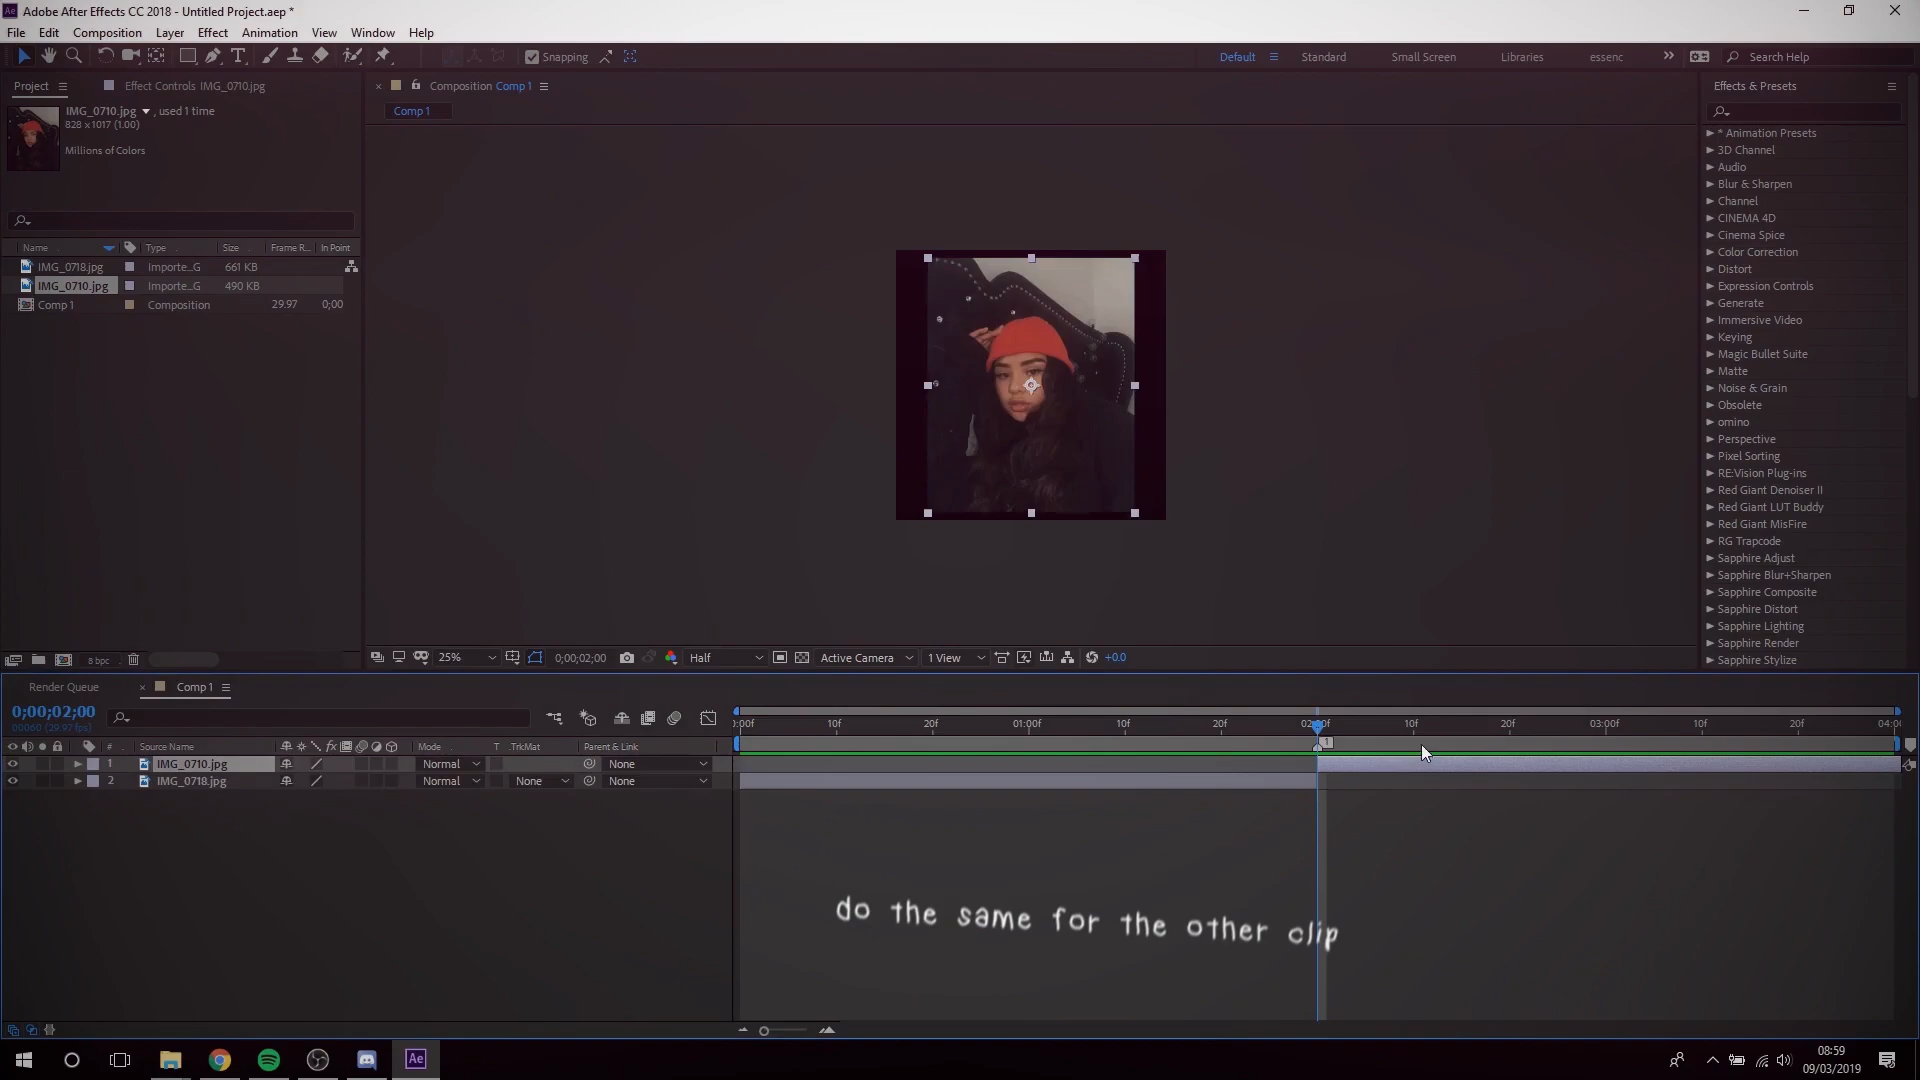 Adobe After Effects CC 2018 - Untitled Project.aep *
File Edit Composition Layer Effect Animation View Window Help
Snapping Default Standard Small Screen Libraries essenc Search Help
Project Effect Controls IMG_0710.jpg Composition Comp 1 Effects & Presets
IMG_0710.jpg , used 1 time
828 x1017 (1.00)
Millions of Colors
Comp 1
Name Type Size Frame R... In Point
IMG_0718.jpg Importe...G 661 KB
IMG_0710.jpg Importe...G 490 KB
Comp 1 Composition 29.97 0;00
* Animation Presets
3D Channel
Audio
Blur & Sharpen
Channel
CINEMA 4D
Cinema Spice
Color Correction
Distort
Expression Controls
Generate
Immersive Video
Keying
Magic Bullet Suite
Matte
Noise & Grain
Obsolete
omino
Perspective
Pixel Sorting
RE:Vision Plug-ins
Red Giant Denoiser II
Red Giant LUT Buddy
Red Giant MisFire
RG Trapcode
Sapphire Adjust
Sapphire Blur+Sharpen
Sapphire Composite
Sapphire Distort
Sapphire Lighting
Sapphire Render
Sapphire Stylize
8 bpc 25% 0;00;02;00 Half Active Camera 1 View +0.0
Render Queue Comp 1
0;00;02;00
00060 (29.97 fps)
:00f 10f 20f 01:00f 10f 20f 02:00f 10f 20f 03:00f 10f 20f 04:00
# Source Name Mode T .TrkMat Parent & Link
1 IMG_0710.jpg Normal None
2 IMG_0718.jpg Normal None None
1
do the same for the other clip
Ae
08:59
09/03/2019